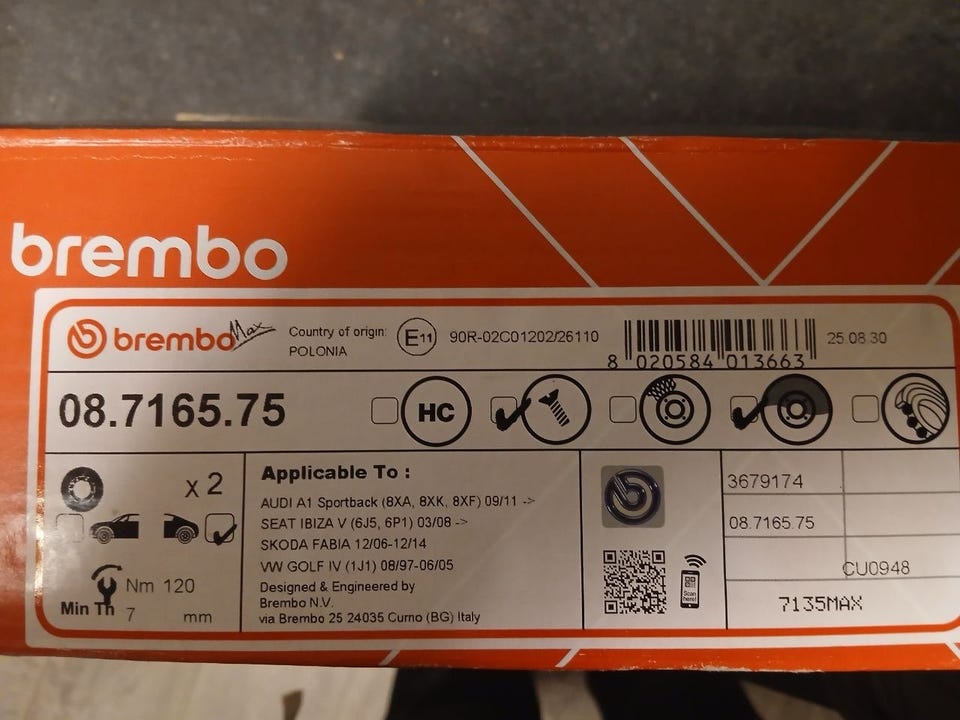 brembo
brembo Max
Country of origin:
POLONIA
E11
90R-02C01202/26110
8 020584 013663
25.08.30
08.7165.75
HC
x 2
Nm 120
Min Th 7 mm
Applicable To :
AUDI A1 Sportback (8XA, 8XK, 8XF) 09/11 ->
SEAT IBIZA V (6J5, 6P1) 03/08 ->
SKODA FABIA 12/06-12/14
VW GOLF IV (1J1) 08/97-06/05
Designed & Engineered by
Brembo N.V.
via Brembo 25 24035 Curno (BG) Italy
Scan
here!
3679174
08.7165.75
CU0948
7135MAX